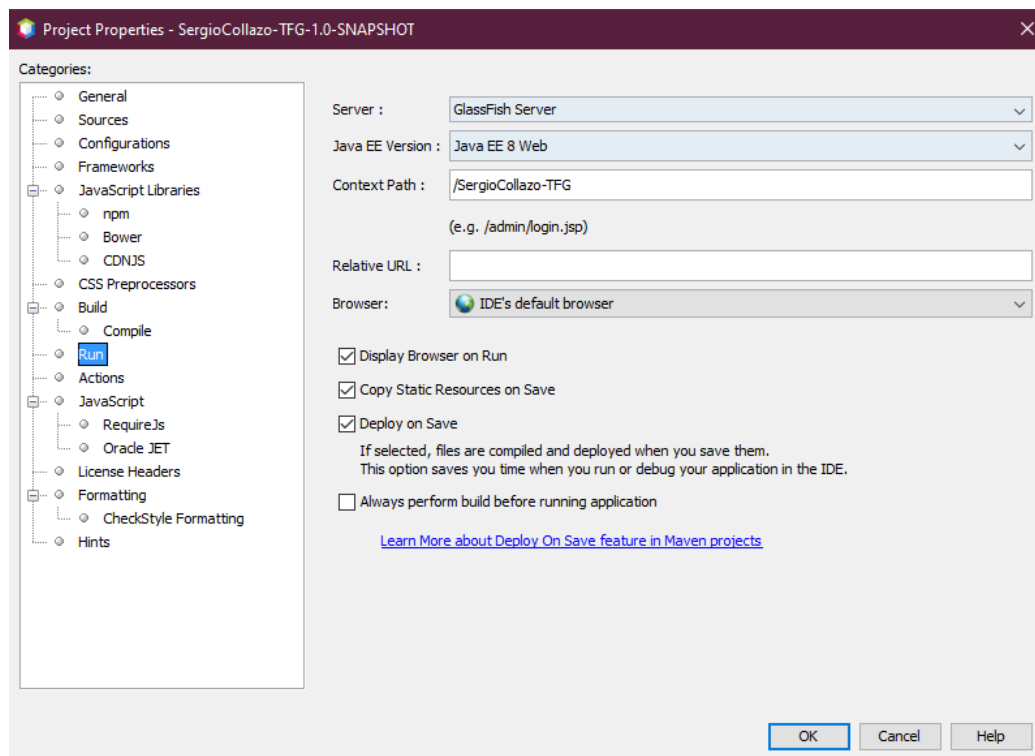 Project Properties - SergioCollazo-TFG-1.0-SNAPSHOT
Categories:
General
Sources
Configurations
Frameworks
JavaScript Libraries
npm
Bower
CDNJS
CSS Preprocessors
Build
Compile
Run
Actions
JavaScript
RequireJs
Oracle JET
License Headers
Formatting
CheckStyle Formatting
Hints
Server : GlassFish Server
Java EE Version : Java EE 8 Web
Context Path : /SergioCollazo-TFG
(e.g. /admin/login.jsp)
Relative URL :
Browser: IDE's default browser
Display Browser on Run
Copy Static Resources on Save
Deploy on Save
If selected, files are compiled and deployed when you save them.
This option saves you time when you run or debug your application in the IDE.
Always perform build before running application
Learn More about Deploy On Save feature in Maven projects
OK Cancel Help